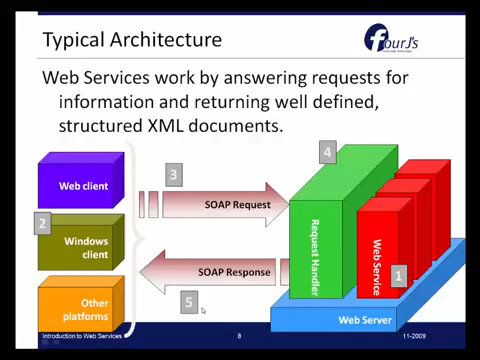 Typical Architecture
fourJ's
Web Services work by answering requests for
information and returning well defined,
structured XML documents.
4
3
Web client
SOAP Request
2
Windows
client
Request Handler
Web Service
1
SOAP Response
5
Other
platforms
Web Server
Introduction to Web Services
8
11-2009